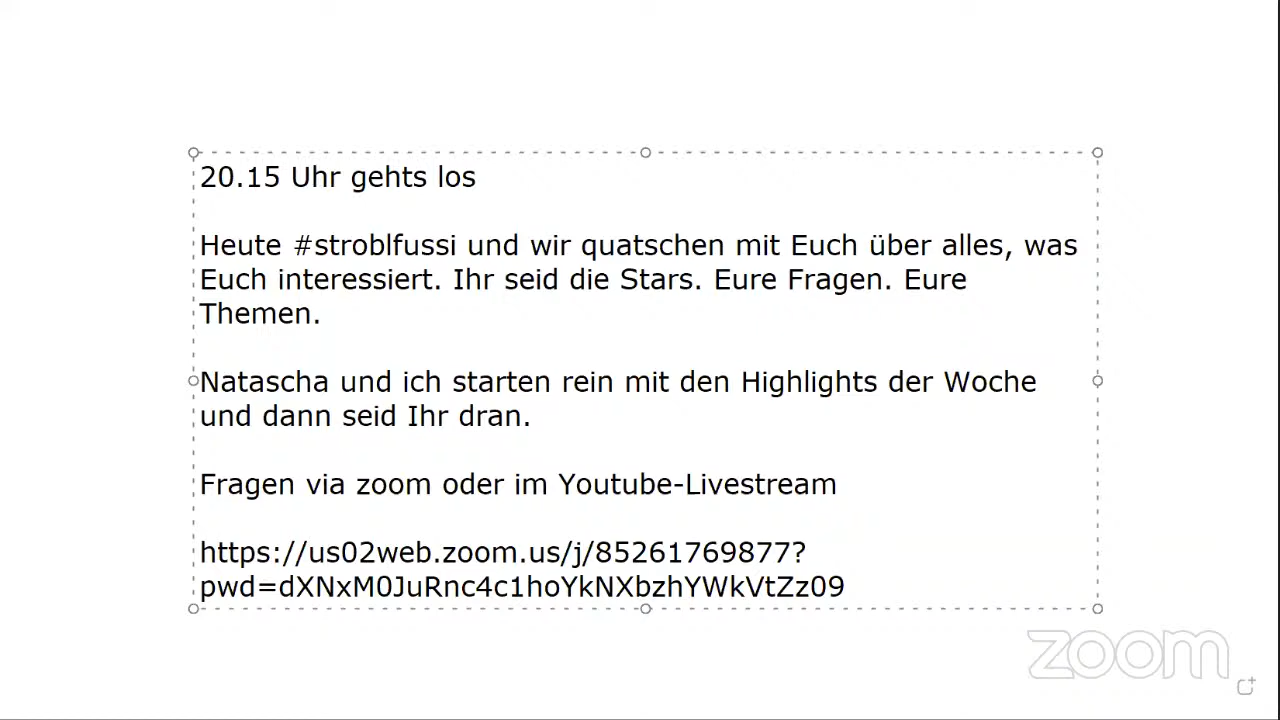 20.15 Uhr gehts los
Heute #stroblfussi und wir quatschen mit Euch über alles, was
Euch interessiert. Ihr seid die Stars. Eure Fragen. Eure
Themen.
Natascha und ich starten rein mit den Highlights der Woche
und dann seid Ihr dran.
Fragen via zoom oder im Youtube-Livestream
https://us02web.zoom.us/j/85261769877?
pwd=dXNxM0JuRnc4c1hoYkNXbzhYWkVtZz09
zoom